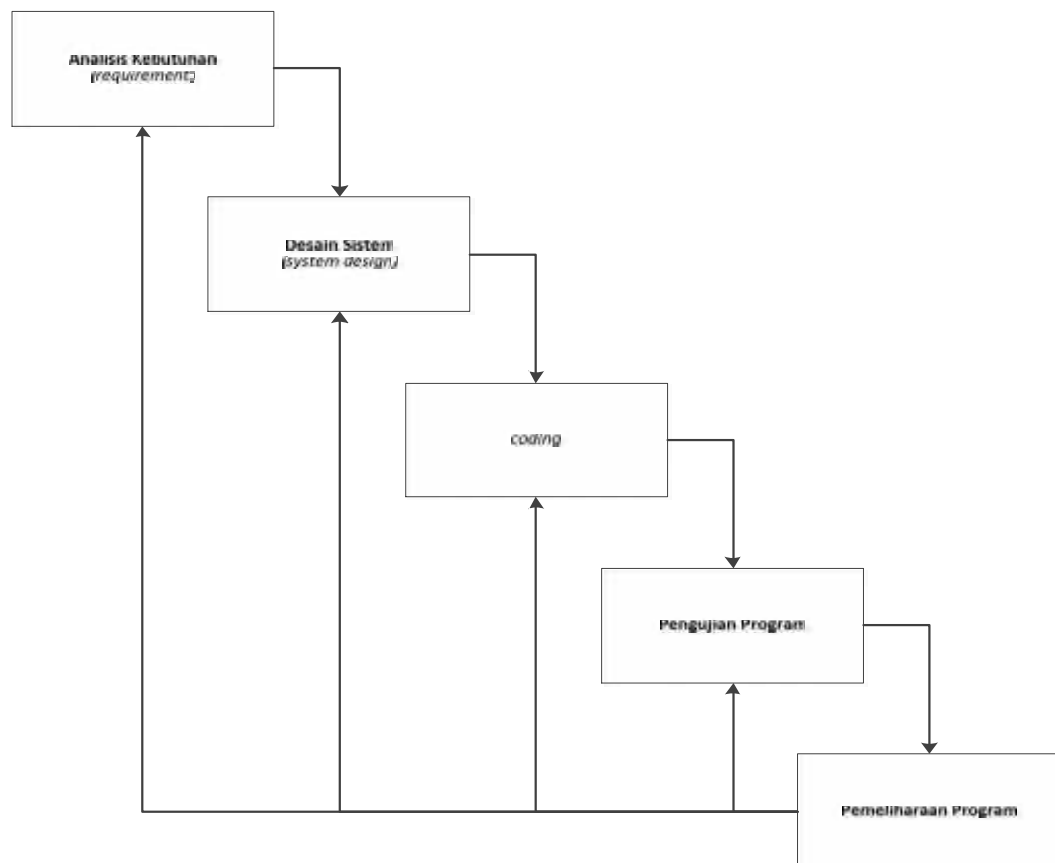 Analisis Kebutuhan
(requirement)
Desain Sistem
(system design)
coding
Pengujian Program
Pemeliharaan Program